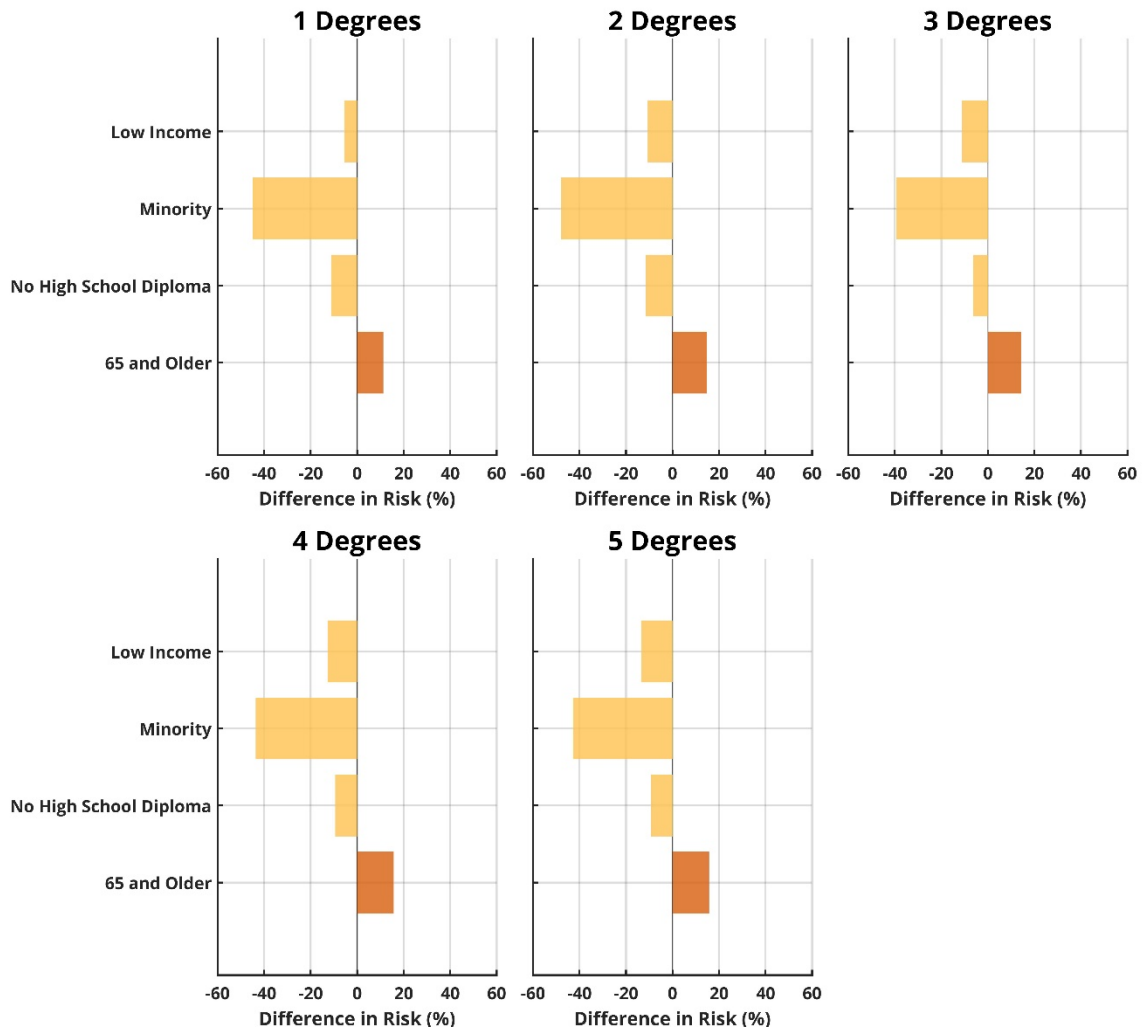 1 Degrees
2 Degrees
3 Degrees
Low Income
Minority
No High School Diploma
65 and Older
-60 -40 -20 0 20 40 60
-60 -40 -20 0 20 40 60
-60 -40 -20 0 20 40 60
Difference in Risk (%)
Difference in Risk (%)
Difference in Risk (%)
4 Degrees
5 Degrees
Low Income
Minority
No High School Diploma
65 and Older
-60 -40 -20 0 20 40 60
-60 -40 -20 0 20 40 60
Difference in Risk (%)
Difference in Risk (%)